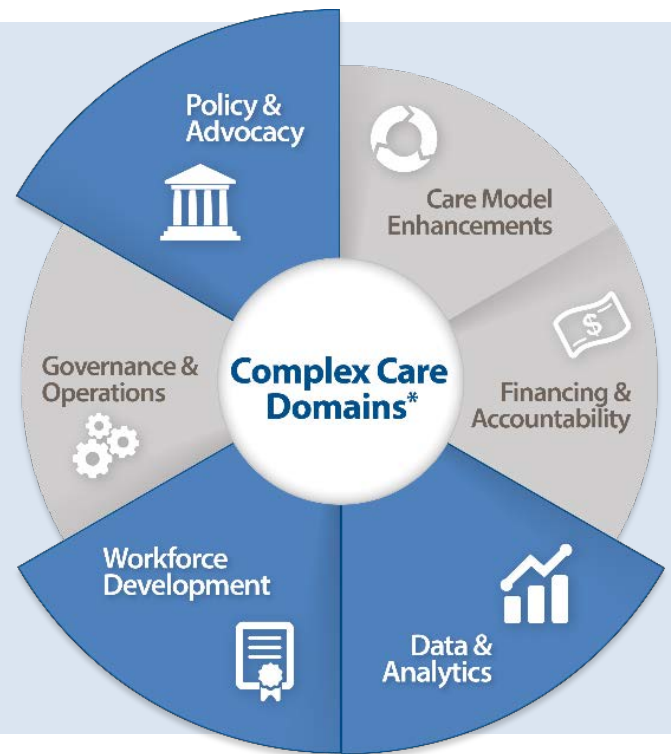 Policy &
Advocacy
Care Model
Enhancements
$
Financing &
Accountability
Governance &
Operations
Complex Care
Domains*
Workforce
Development
Data &
Analytics